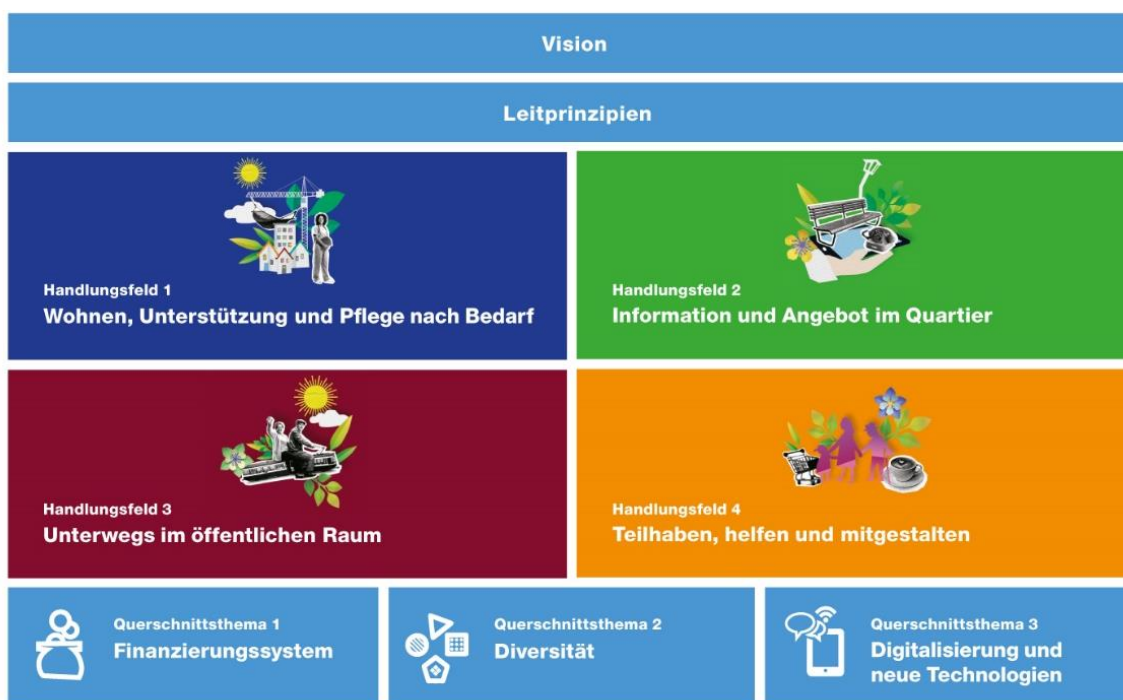 Vision
Leitprinzipien
Handlungsfeld 1
Wohnen, Unterstützung und Pflege nach Bedarf
Handlungsfeld 2
Information und Angebot im Quartier
Handlungsfeld 3
Unterwegs im öffentlichen Raum
Handlungsfeld 4
Teilhaben, helfen und mitgestalten
Querschnittsthema 1
Finanzierungssystem
Querschnittsthema 2
Diversität
Querschnittsthema 3
Digitalisierung und
neue Technologien